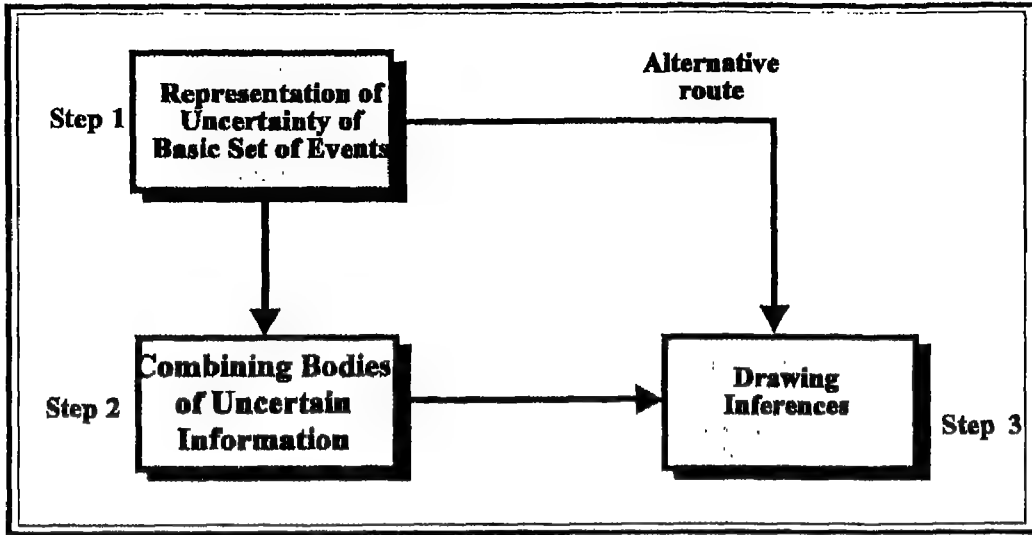 Step 1
Representation of
Uncertainty of
Basic Set of Events
Alternative
route
Step 2
Combining Bodies
of Uncertain
Information
Drawing
Inferences
Step 3